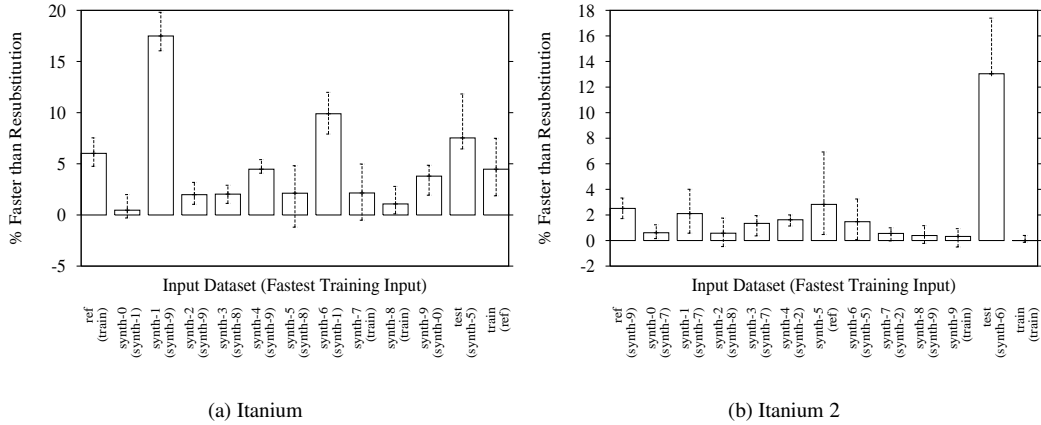 % Faster than Resubstitution
20
15
10
5
0
-5
Input Dataset (Fastest Training Input)
ref
(train)
synth-0
(synth-1)
synth-1
(synth-9)
synth-2
(synth-9)
synth-3
(synth-8)
synth-4
(synth-9)
synth-5
(synth-8)
synth-6
(synth-1)
synth-7
(train)
synth-8
(train)
synth-9
(synth-0)
test
(synth-5)
train
(ref)
(a) Itanium
% Faster than Resubstitution
18
16
14
12
10
8
6
4
2
0
-2
Input Dataset (Fastest Training Input)
ref
(synth-9)
synth-0
(synth-7)
synth-1
(synth-7)
synth-2
(synth-8)
synth-3
(synth-7)
synth-4
(synth-2)
synth-5
(ref)
synth-6
(synth-5)
synth-7
(synth-2)
synth-8
(synth-9)
synth-9
(train)
test
(synth-6)
train
(train)
(b) Itanium 2